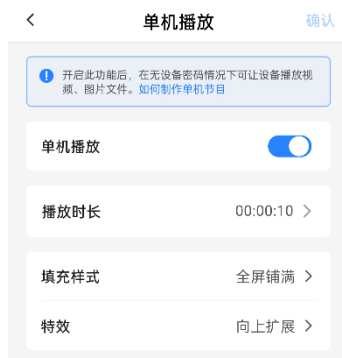 单机播放
确认
开启此功能后，在无设备密码情况下可让设备播放视
频、图片文件。如何制作单机节目
单机播放
播放时长
00:00:10
填充样式
全屏铺满
特效
向上扩展